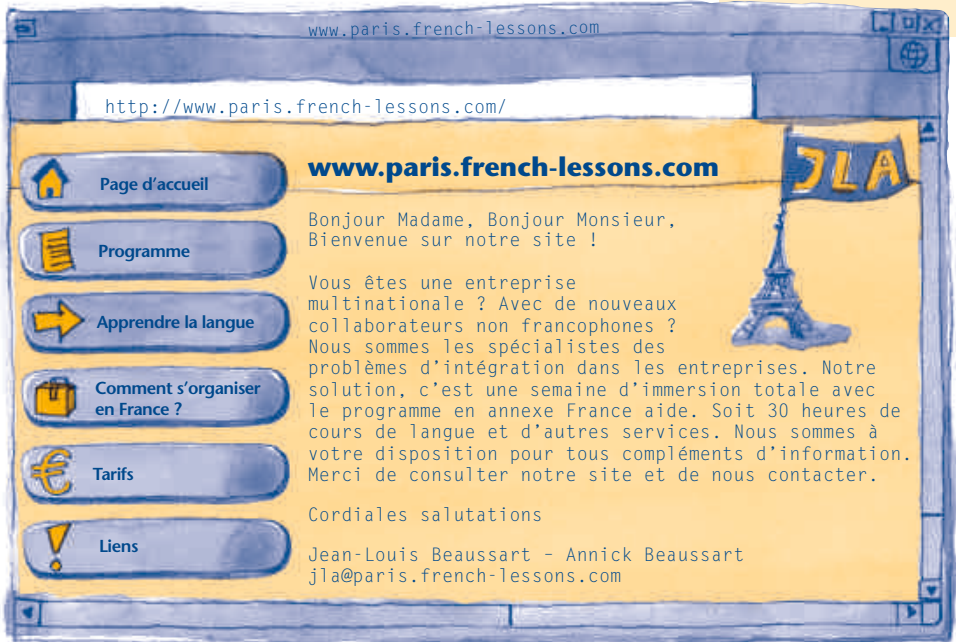 www.paris.french-lessons.com
http://www.paris.french-lessons.com/
Page d’accueil
Programme
Apprendre la langue
Comment s’organiser
en France ?
Tarifs
Liens
www.paris.french-lessons.com
JLA
Bonjour Madame, Bonjour Monsieur,
Bienvenue sur notre site !
Vous êtes une entreprise
multinationale ? Avec de nouveaux
collaborateurs non francophones ?
Nous sommes les spécialistes des
problèmes d’intégration dans les entreprises. Notre
solution, c’est une semaine d’immersion totale avec
le programme en annexe France aide. Soit 30 heures de
cours de langue et d’autres services. Nous sommes à
votre disposition pour tous compléments d’information.
Merci de consulter notre site et de nous contacter.
Cordiales salutations
Jean-Louis Beaussart – Annick Beaussart
jla@paris.french-lessons.com